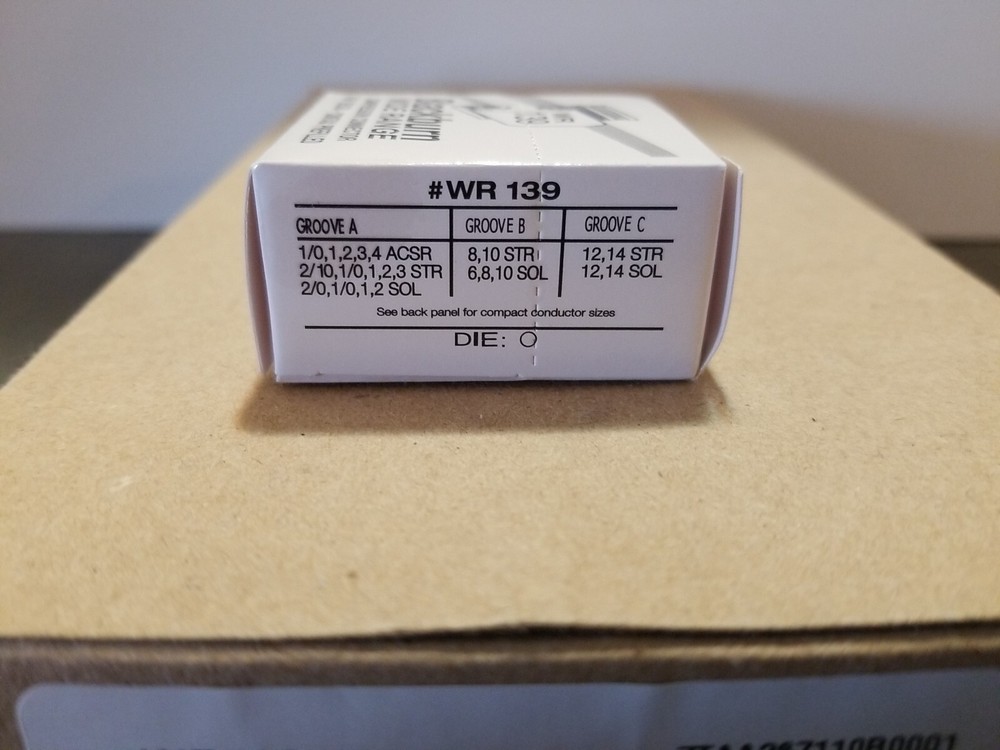 #WR 139
GROOVE A GROOVE B GROOVE C
1/0,1,2,3,4 ACSR 8,10 STR 12,14 STR
2/10,1/0,1,2,3 STR 6,8,10 SOL 12,14 SOL
2/0,1/0,1,2 SOL
See back panel for compact conductor sizes
DIE: O
WIDE RANGE